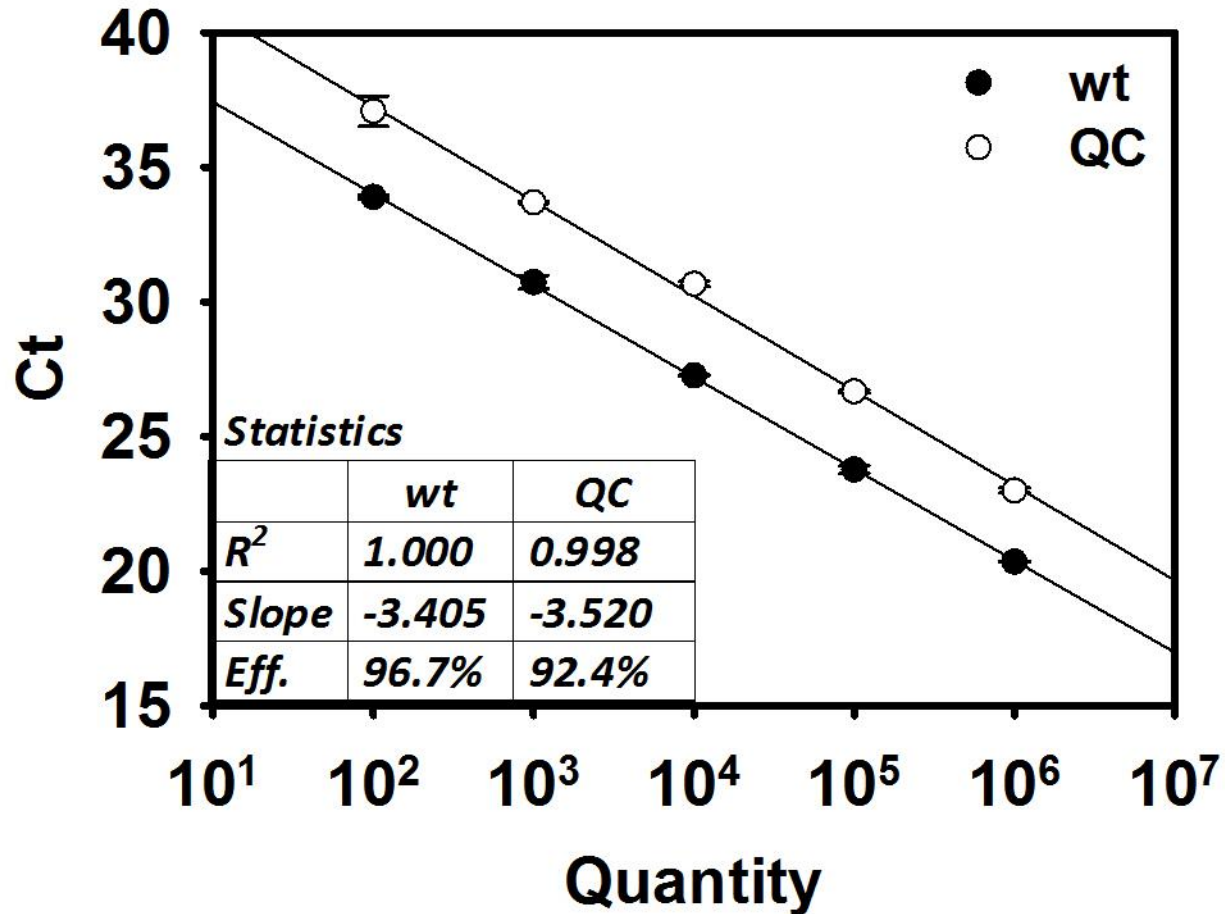 40
35
30
25
20
15
Ct
wt
QC
Statistics
wt QC
R² 1.000 0.998
Slope -3.405 -3.520
Eff. 96.7% 92.4%
10¹ 10² 10³ 10⁴ 10⁵ 10⁶ 10⁷
Quantity